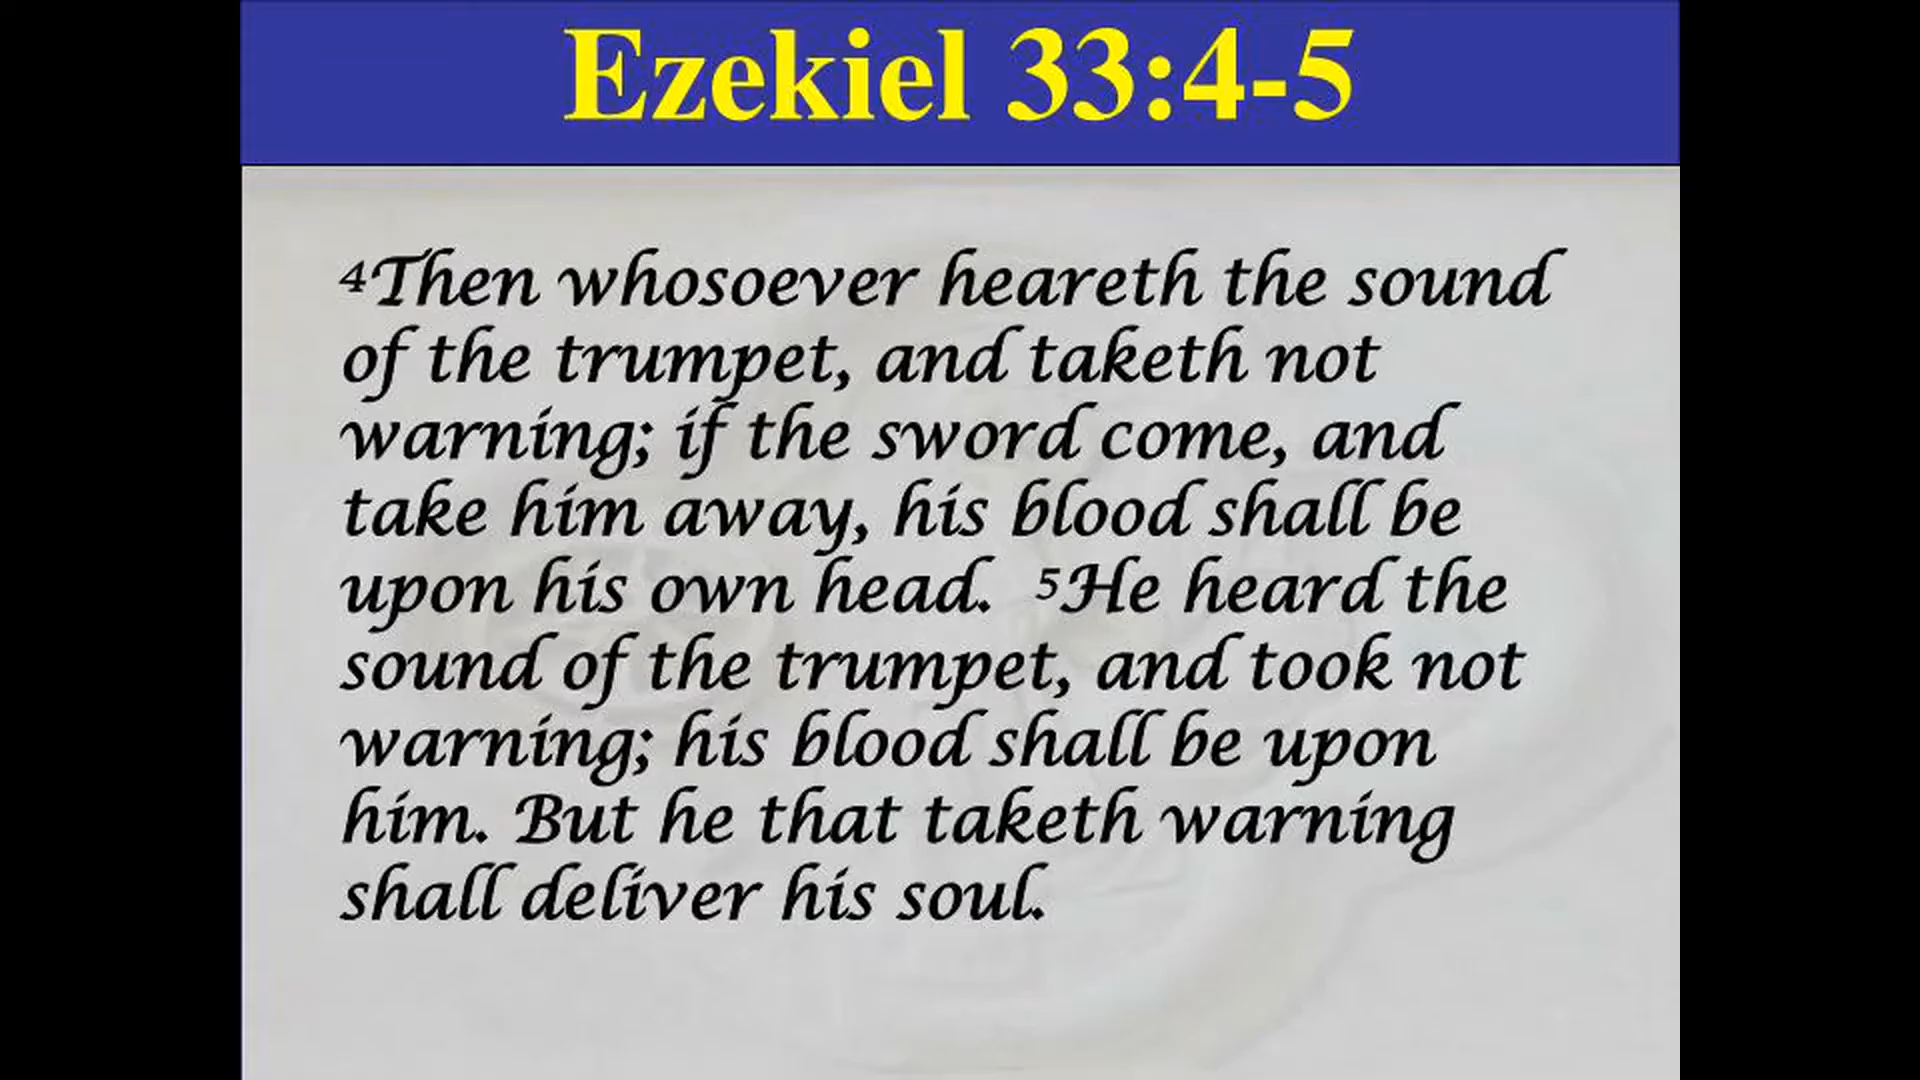 Ezekiel 33:4-5
4Then whosoever heareth the sound
of the trumpet, and taketh not
warning; if the sword come, and
take him away, his blood shall be
upon his own head. 5He heard the
sound of the trumpet, and took not
warning; his blood shall be upon
him. But he that taketh warning
shall deliver his soul.